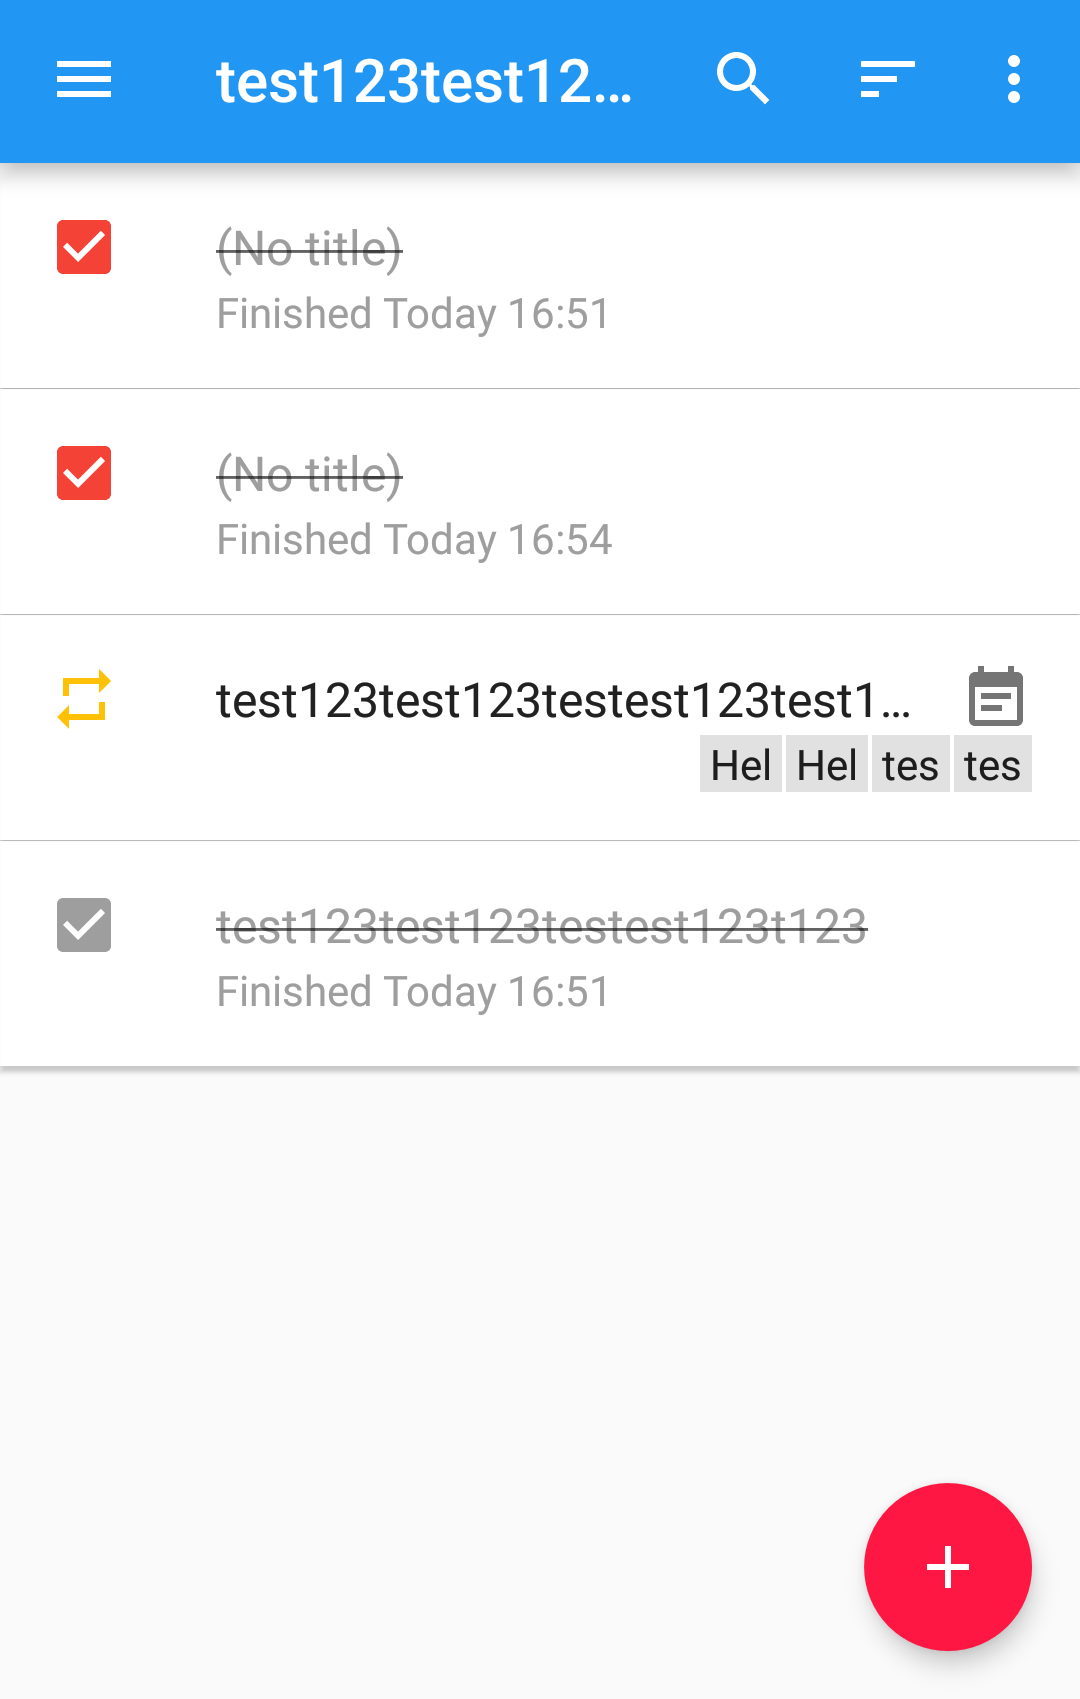 test123test12...
(No title)
Finished Today 16:51
(No title)
Finished Today 16:54
test123test123testest123test1...
Hel Hel tes tes
test123test123testest123t123
Finished Today 16:51